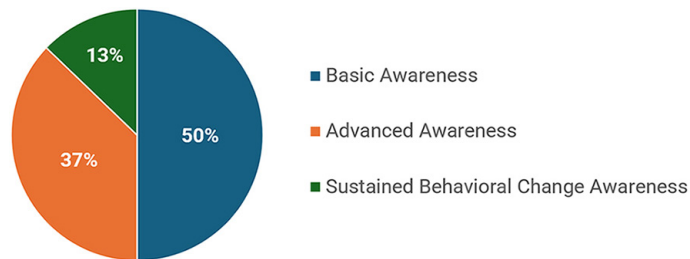 13%
50%
37%
Basic Awareness
Advanced Awareness
Sustained Behavioral Change Awareness